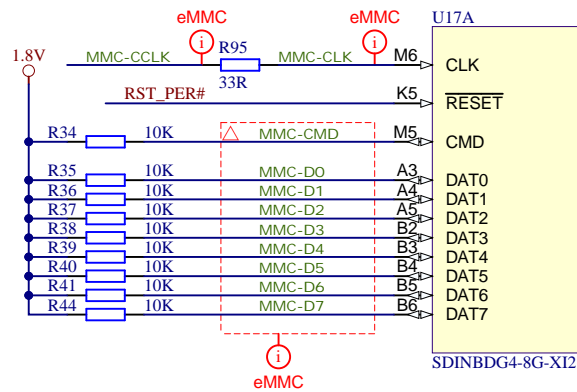 eMMC eMMC U17A
1.8V MMC-CCLK R95 MMC-CLK M6 CLK
33R
RST_PER# K5 RESET
R34 10K MMC-CMD M5 CMD
R35 10K MMC-D0 A3 DAT0
R36 10K MMC-D1 A4 DAT1
R37 10K MMC-D2 A5 DAT2
R38 10K MMC-D3 B2 DAT3
R39 10K MMC-D4 B3 DAT4
R40 10K MMC-D5 B4 DAT5
R41 10K MMC-D6 B5 DAT6
R44 10K MMC-D7 B6 DAT7
i i i
eMMC SDINBDG4-8G-XI2